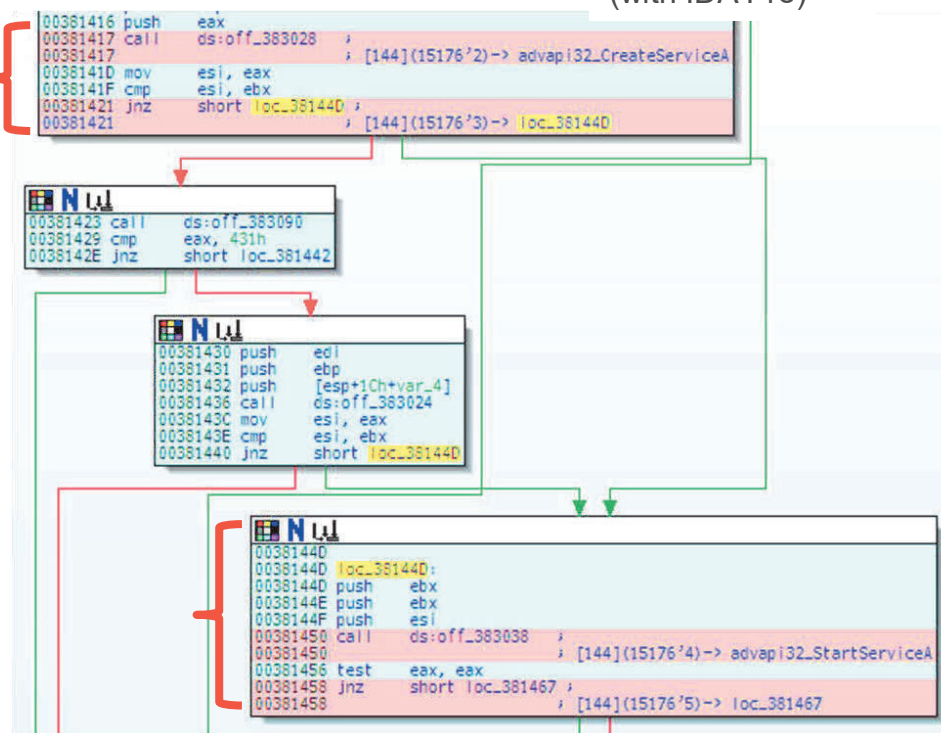 (with IDA PRO)
00381416 push eax
00381417 call ds:off_383028 ;
00381417 ; [144](15176'2)-> advapi32_CreateServiceA
0038141D mov esi, eax
0038141F cmp esi, ebx
00381421 jnz short loc_38144D ;
00381421 ; [144](15176'3)-> loc_38144D
00381423 call ds:off_383090
00381429 cmp eax, 431h
0038142E jnz short loc_381442
00381430 push edi
00381431 push ebp
00381432 push [esp+1Ch+var_4]
00381436 call ds:off_383024
0038143C mov esi, eax
0038143E cmp esi, ebx
00381440 jnz short loc_38144D
0038144D
0038144D loc_38144D:
0038144D push ebx
0038144E push ebx
0038144F push esi
00381450 call ds:off_383038 ;
00381450 ; [144](15176'4)-> advapi32_StartServiceA
00381456 test eax, eax
00381458 jnz short loc_381467 ;
00381458 ; [144](15176'5)-> loc_381467